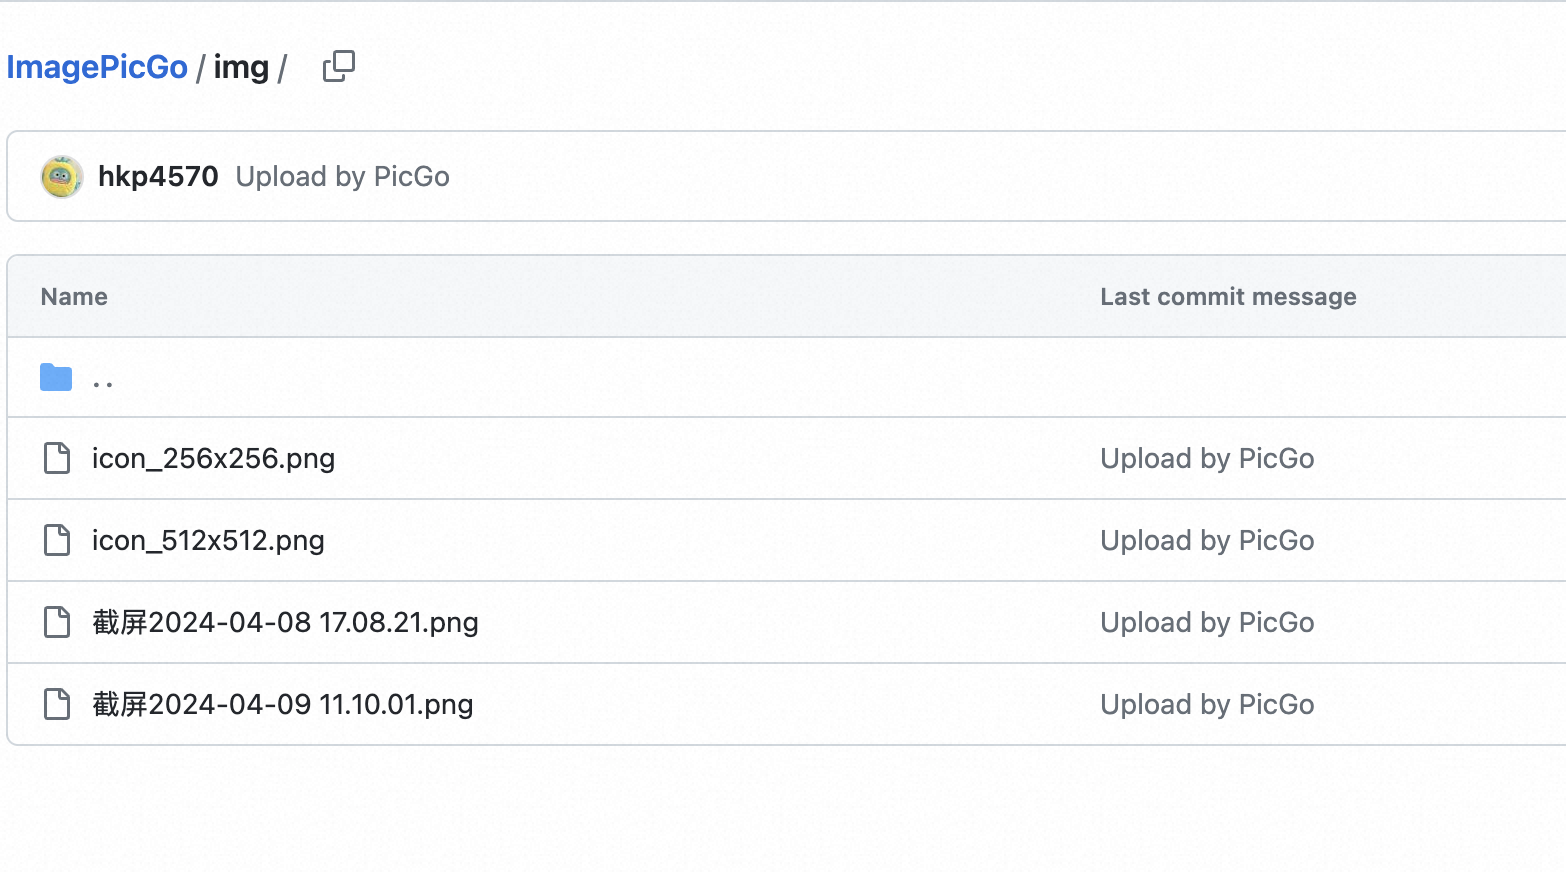 ImagePicGo / img /
hkp4570 Upload by PicGo
Name Last commit message
..
icon_256x256.png Upload by PicGo
icon_512x512.png Upload by PicGo
截屏2024-04-08 17.08.21.png Upload by PicGo
截屏2024-04-09 11.10.01.png Upload by PicGo